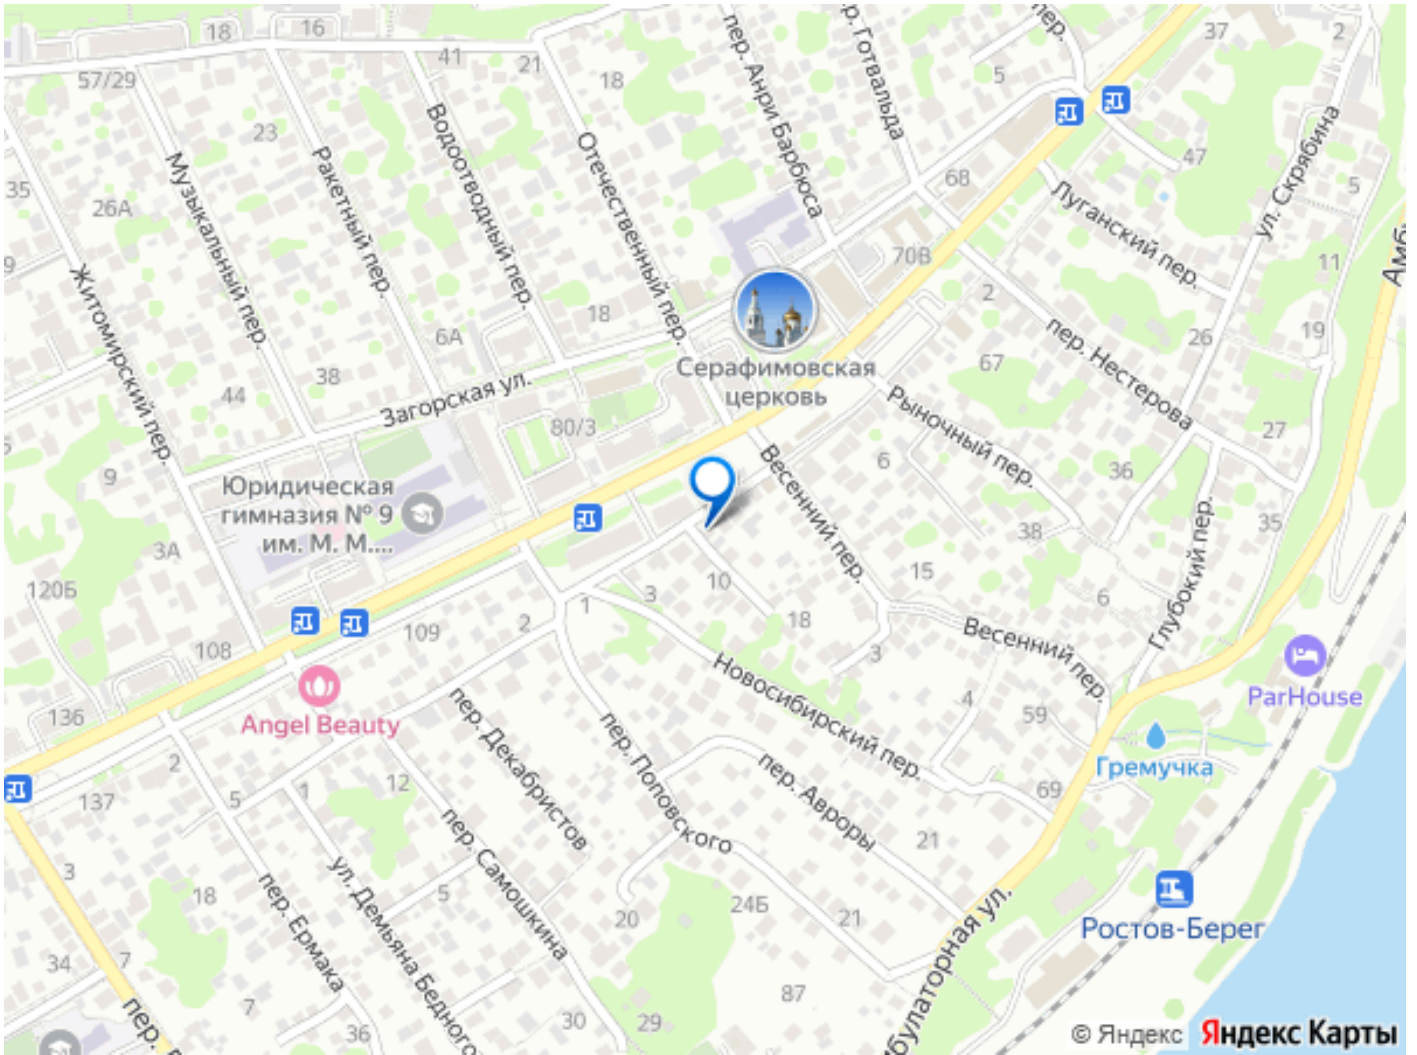 18
16
41
21
18
57/29
23
26А
35
9
Музыкальный пер.
Ракетный пер.
Водоотводный пер.
Отечественный пер.
пер. Анри Барбюса
р. Готвальда
пер.
5
37
2
47
68
Луганский пер.
ул. Скрябина
5
11
19
70В
2
26
67
пер. Нестерова
27
Житомирский пер.
18
6А
38
44
Загорская ул.
Серафимовская
церковь
80/3
9
Юридическая
гимназия № 9
им. М. М....
3А
120Б
Рыночный пер.
6
36
38
35
Весенний пер.
Глубокий пер.
15
6
10
3
1
18
2
109
108
136
Angel Beauty
Весенний пер.
3
4
59
ParHouse
Гремучка
69
Новосибирский пер.
пер. Декабристов
пер. Поповского
пер. Авроры
21
12
2
137
5
1
3
18
34
7
пер. Самошкина
5
20
24Б
21
Ростов-Берег
пер. Ермака
ул. Демьяна Бедного
7
36
30
29
87
© Яндекс
Яндекс Карты